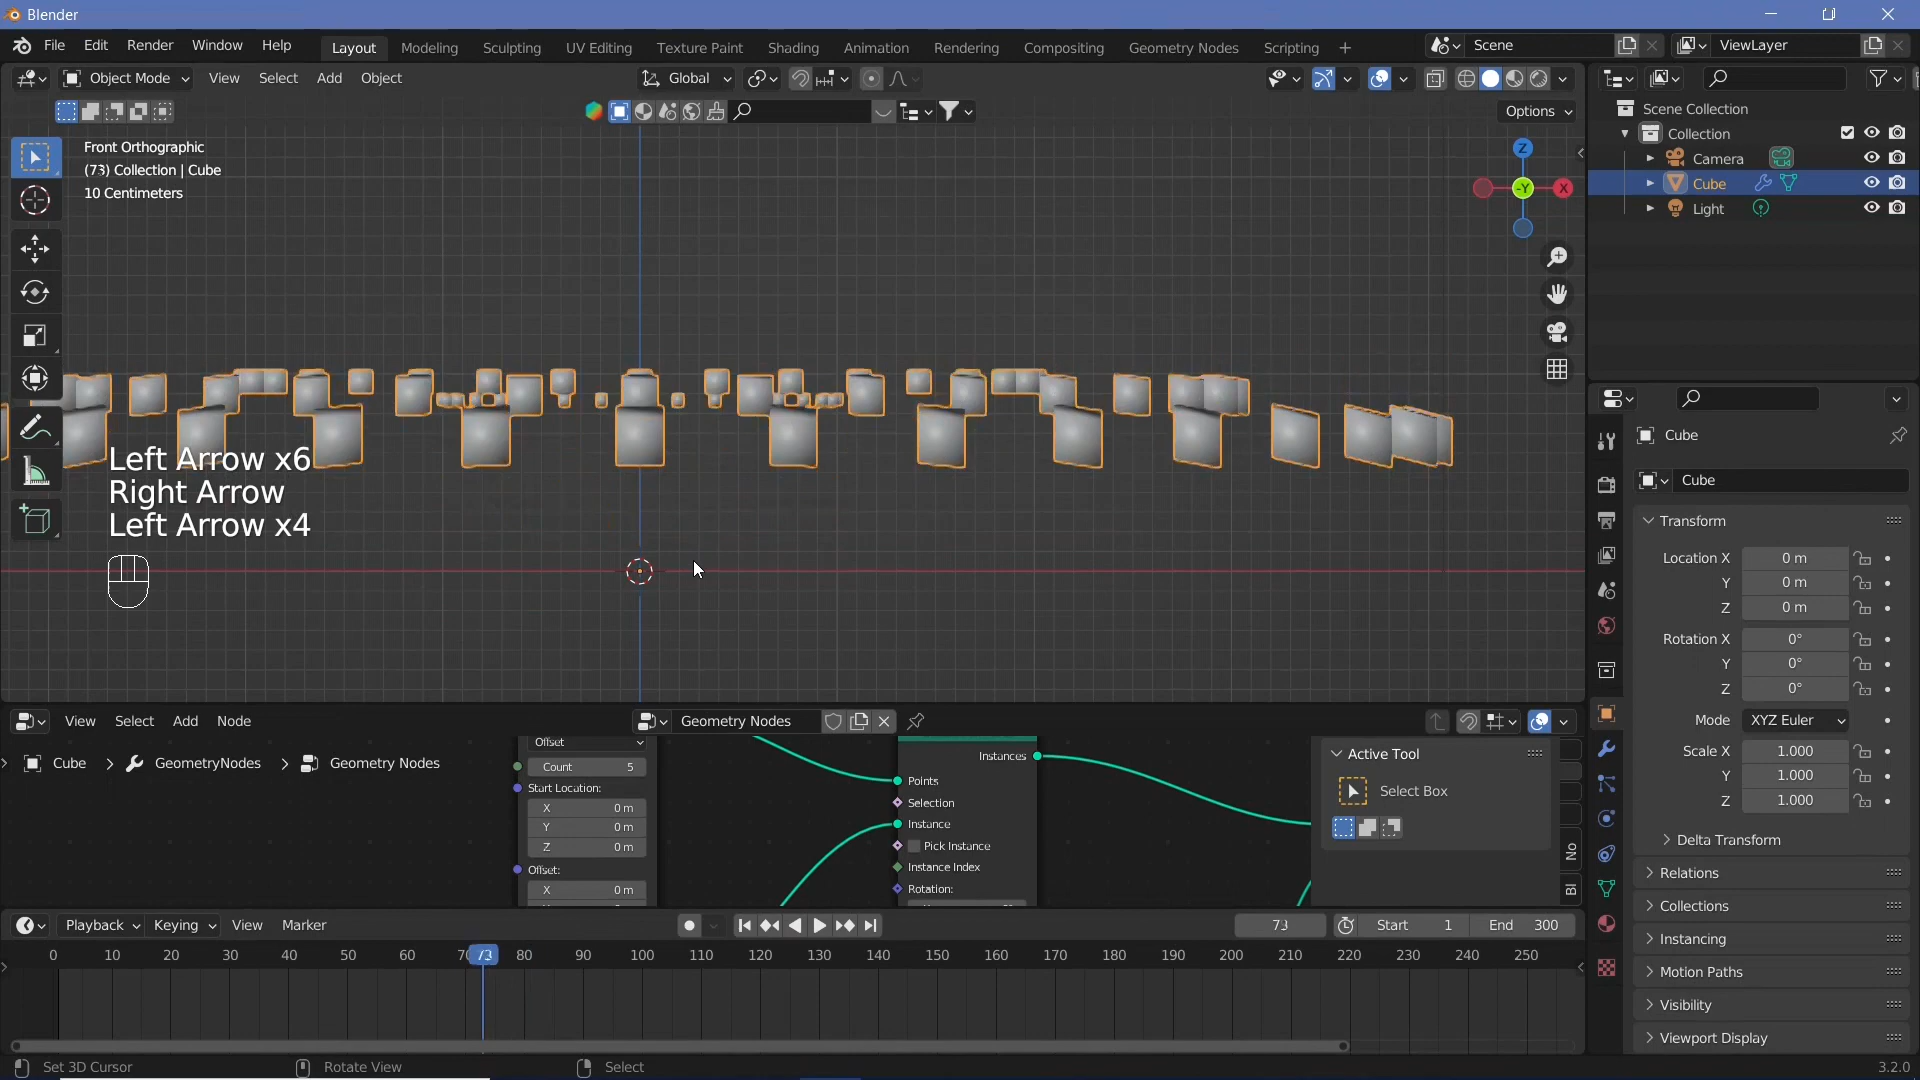 Blender
File Edit Render Window Help
Layout Modeling Sculpting UV Editing Texture Paint Shading Animation Rendering Compositing Geometry Nodes Scripting +
Scene
ViewLayer
Object Mode View Select Add Object
Global
Options
Front Orthographic
(73) Collection | Cube
10 Centimeters
Z
-Y
X
Left Arrow x6
Right Arrow
Left Arrow x4
Scene Collection
Collection
Camera
Cube
Light
Cube
Cube
Transform
Location X 0 m
Y 0 m
Z 0 m
Rotation X 0°
Y 0°
Z 0°
Mode XYZ Euler
Scale X 1.000
Y 1.000
Z 1.000
Delta Transform
Relations
Collections
Instancing
Motion Paths
Visibility
Viewport Display
View Select Add Node
Geometry Nodes
Cube > GeometryNodes > Geometry Nodes
Offset
Count 5
Start Location:
X 0 m
Y 0 m
Z 0 m
Offset:
X 0 m
Instances
Points
Selection
Instance
Pick Instance
Instance Index
Rotation:
Active Tool
Select Box
No
Bl
Playback Keying View Marker
73
Start 1 End 300
0 10 20 30 40 50 60 70 73 80 90 100 110 120 130 140 150 160 170 180 190 200 210 220 230 240 250
Set 3D Cursor
Rotate View
Select
3.2.0